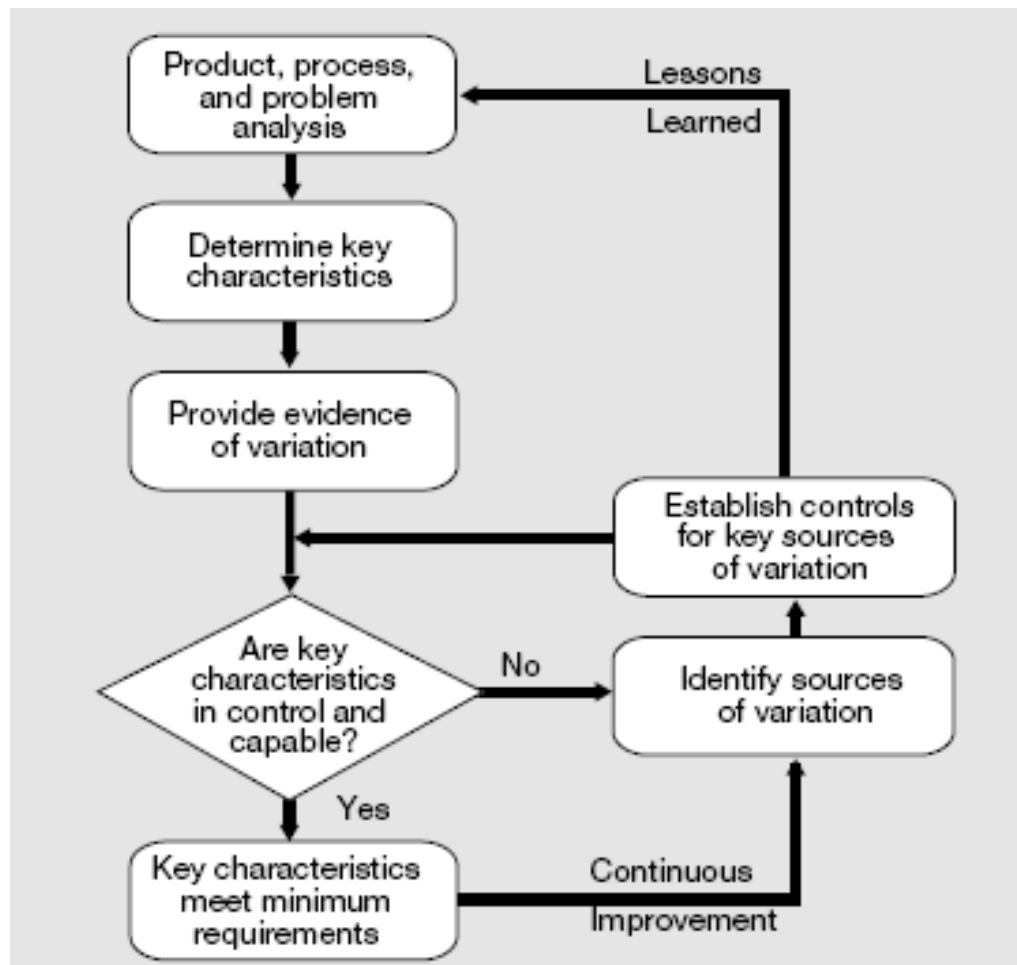 Product, process,
and problem
analysis
Lessons
Learned
Determine key
characteristics
Provide evidence
of variation
Establish controls
for key sources
of variation
Are key
characteristics
in control and
capable?
No
Identify sources
of variation
Yes
Key characteristics
meet minimum
requirements
Continuous
Improvement